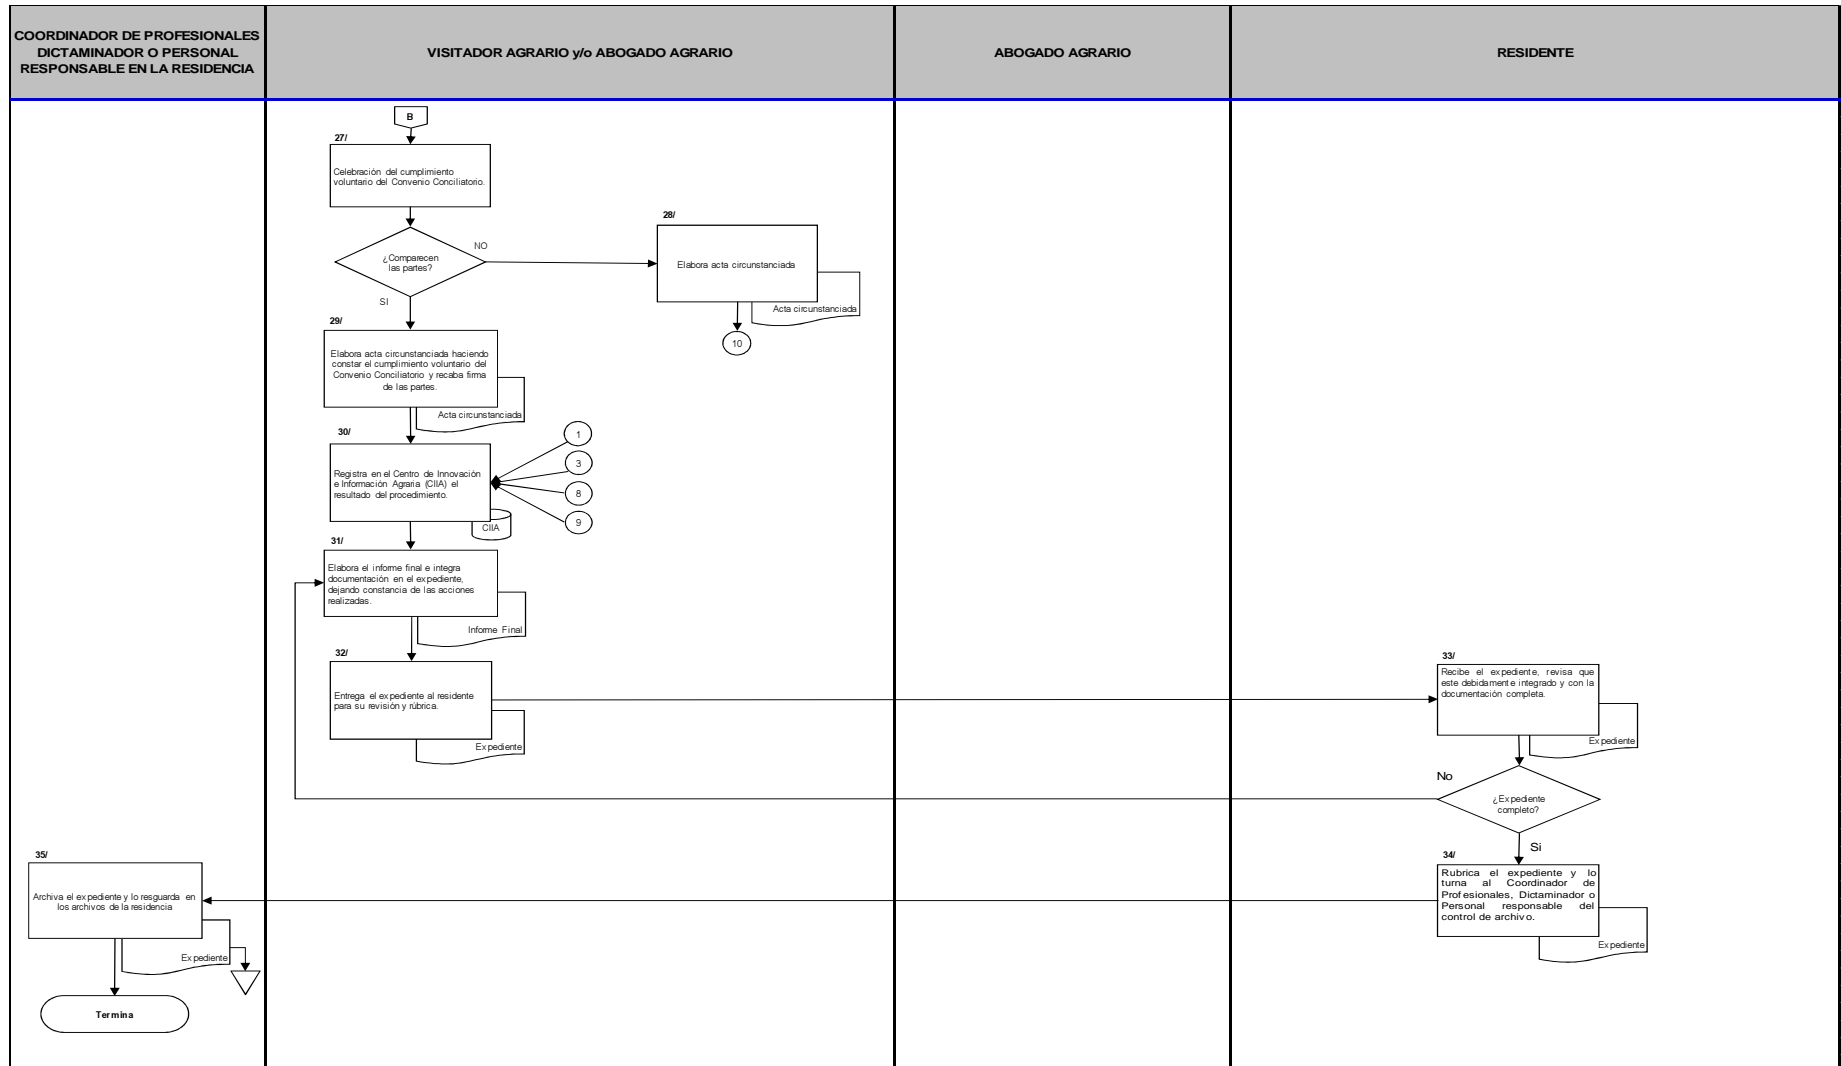 COORDINADOR DE PROFESIONALES
DICTAMINADOR O PERSONAL
RESPONSABLE EN LA RESIDENCIA
VISITADOR AGRARIO y/o ABOGADO AGRARIO
ABOGADO AGRARIO
RESIDENTE
B
27/
Celebración del cumplimiento
voluntario del Convenio Conciliatorio.
¿Comparecen
las partes?
NO
SI
28/
Elabora acta circunstanciada
Acta circunstanciada
10
29/
Elabora acta circunstanciada haciendo
constar el cumplimiento voluntario del
Convenio Conciliatorio y recaba firma
de las partes.
Acta circunstanciada
30/
Registra en el Centro de Innovación
e Información Agraria (CIIA) el
resultado del procedimiento.
1
3
8
9
CIIA
31/
Elabora el informe final e integra
documentación en el expediente,
dejando constancia de las acciones
realizadas.
Informe Final
32/
Entrega el expediente al residente
para su revisión y rúbrica.
Expediente
33/
Recibe el expediente, revisa que
este debidamente integrado y con la
documentación completa.
Expediente
No
¿Expediente
completo?
Si
34/
Rubrica el expediente y lo
turna al Coordinador de
Profesionales, Dictaminador o
Personal responsable del
control de archivo.
Expediente
35/
Archiva el expediente y lo resguarda en
los archivos de la residencia
Expediente
Termina